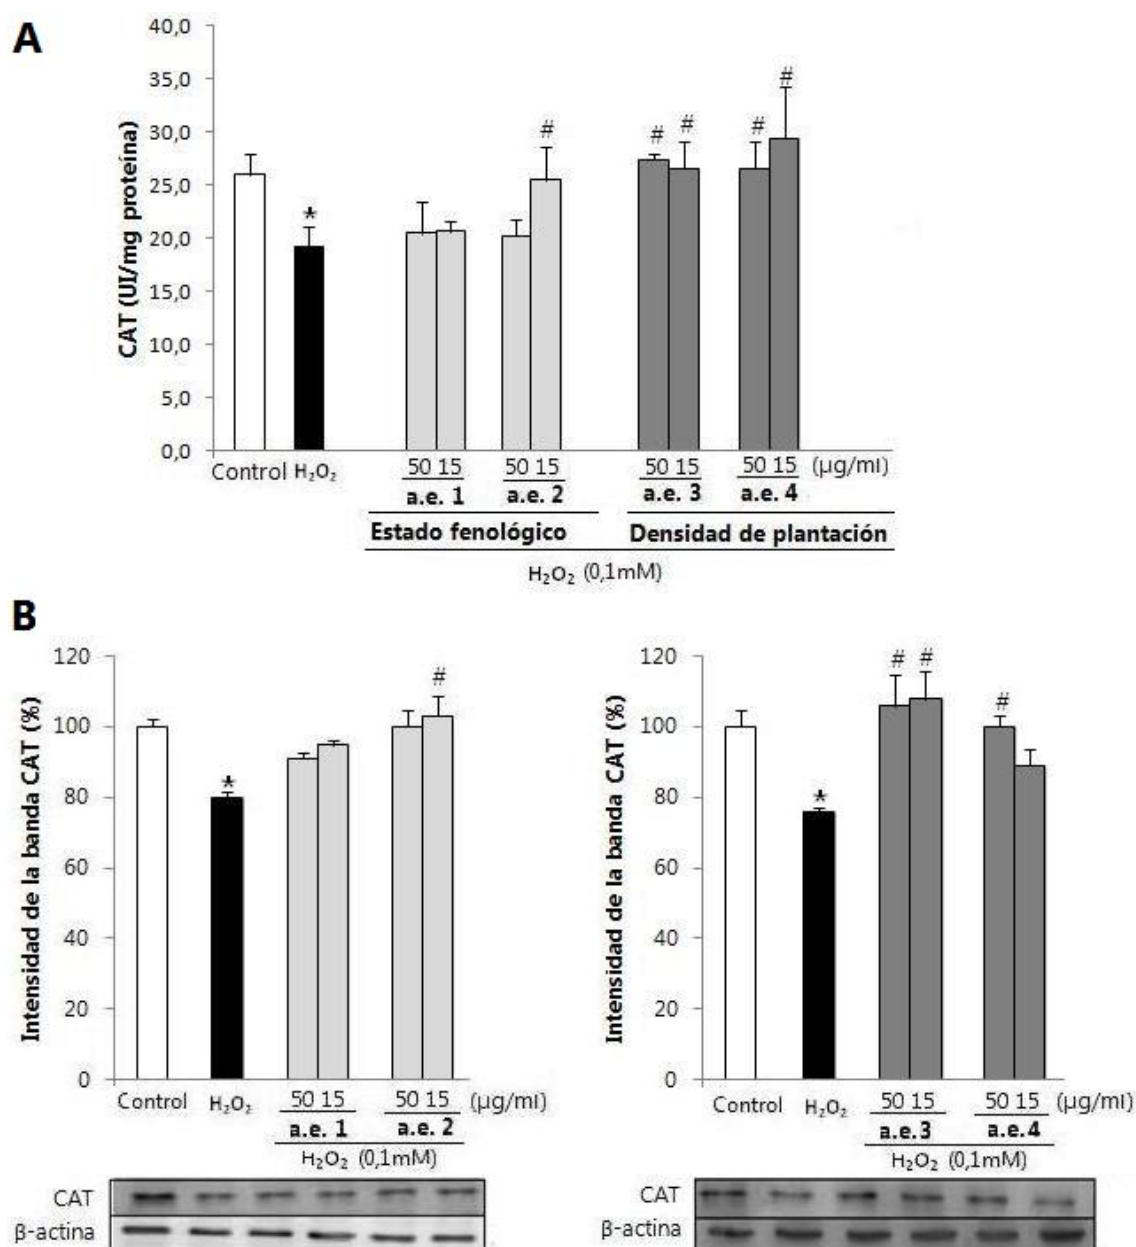 A
40,0
35,0
30,0
25,0
20,0
15,0
10,0
5,0
0,0
CAT (UI/mg proteína)
*
#
# # # #
Control H₂O₂
50 15 50 15 50 15 50 15 (µg/ml)
a.e. 1 a.e. 2 a.e. 3 a.e. 4
Estado fenológico Densidad de plantación
H₂O₂ (0,1mM)
B
120
100
80
60
40
20
0
Intensidad de la banda CAT (%)
*
#
Control H₂O₂ 50 15 50 15 (µg/ml)
a.e. 1 a.e. 2
H₂O₂ (0,1mM)
CAT
β-actina
120
100
80
60
40
20
0
Intensidad de la banda CAT (%)
*
# # #
Control H₂O₂ 50 15 50 15 (µg/ml)
a.e.3 a.e.4
H₂O₂ (0,1mM)
CAT
β-actina